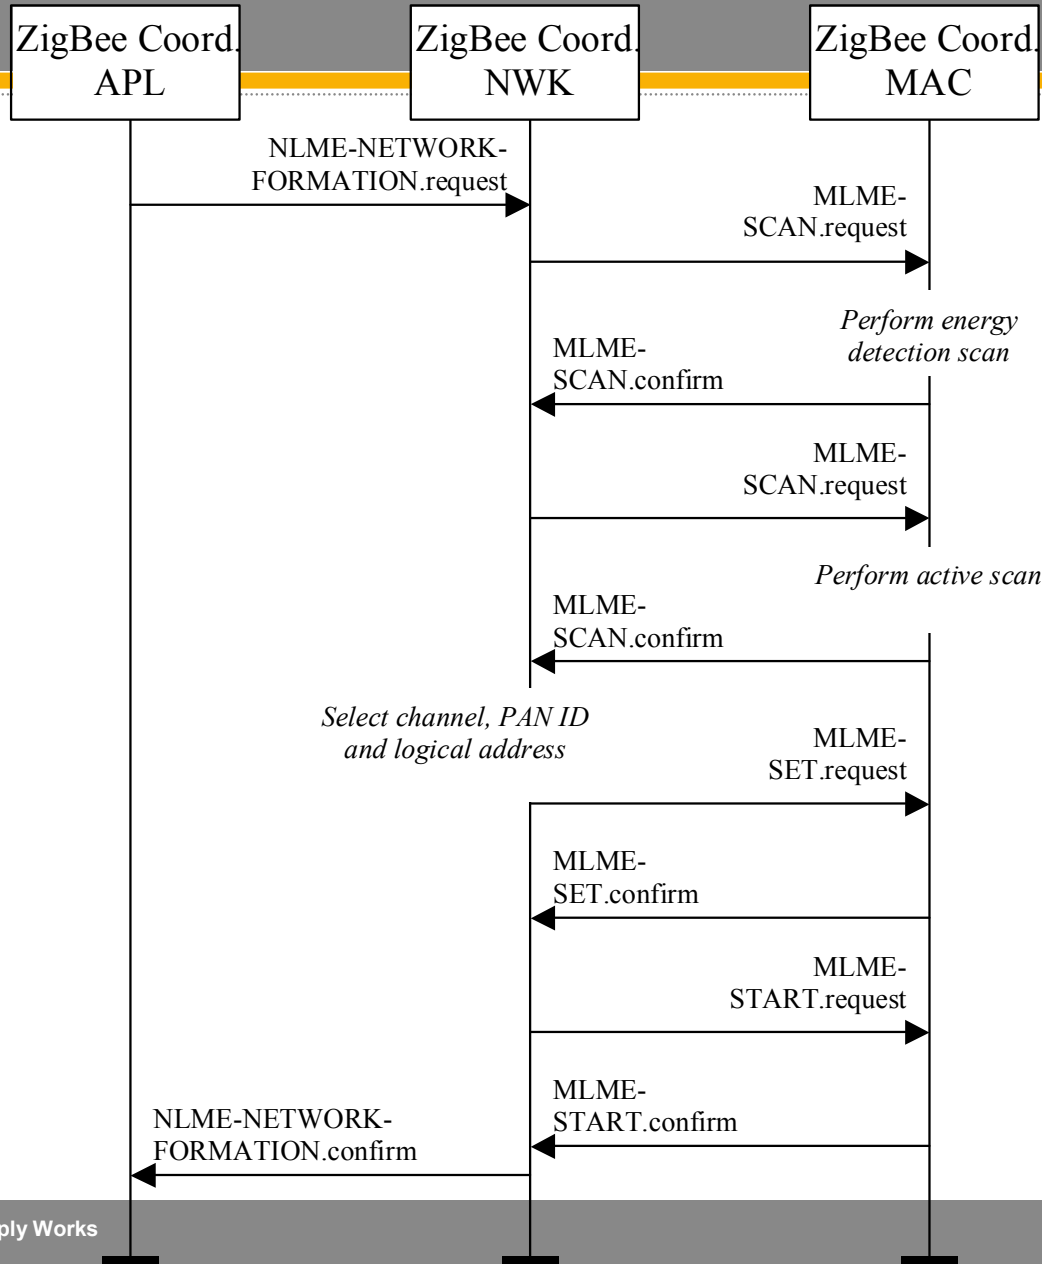 ZigBee Coord.
APL
ZigBee Coord.
NWK
ZigBee Coord.
MAC
NLME-NETWORK-
FORMATION.request
MLME-
SCAN.request
Perform energy
detection scan
MLME-
SCAN.confirm
MLME-
SCAN.request
Perform active scan
MLME-
SCAN.confirm
Select channel, PAN ID
and logical address
MLME-
SET.request
MLME-
SET.confirm
MLME-
START.request
MLME-
START.confirm
NLME-NETWORK-
FORMATION.confirm
Works